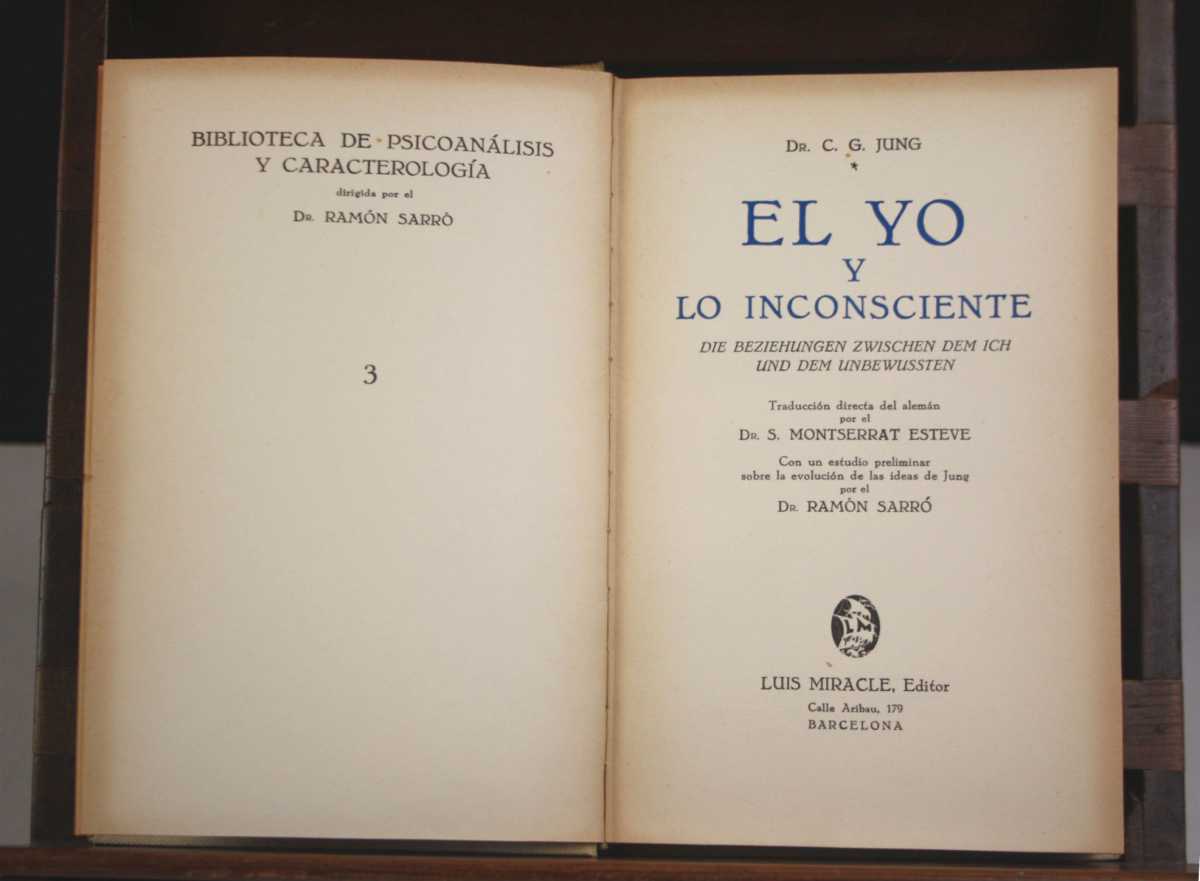 BIBLIOTECA DE PSICOANÁLISIS
Y CARACTEROLOGÍA
dirigida por el
DR. RAMÓN SARRÓ
3
DR. C. G. JUNG
*
EL YO
Y
LO INCONSCIENTE
DIE BEZIEHUNGEN ZWISCHEN DEM ICH
UND DEM UNBEWUSSTEN
Traducción directa del alemán
por el
DR. S. MONTSERRAT ESTEVE
Con un estudio preliminar
sobre la evolución de las ideas de Jung
por el
DR. RAMÓN SARRÓ
LM
LUIS MIRACLE, Editor
Calle Aribau, 179
BARCELONA